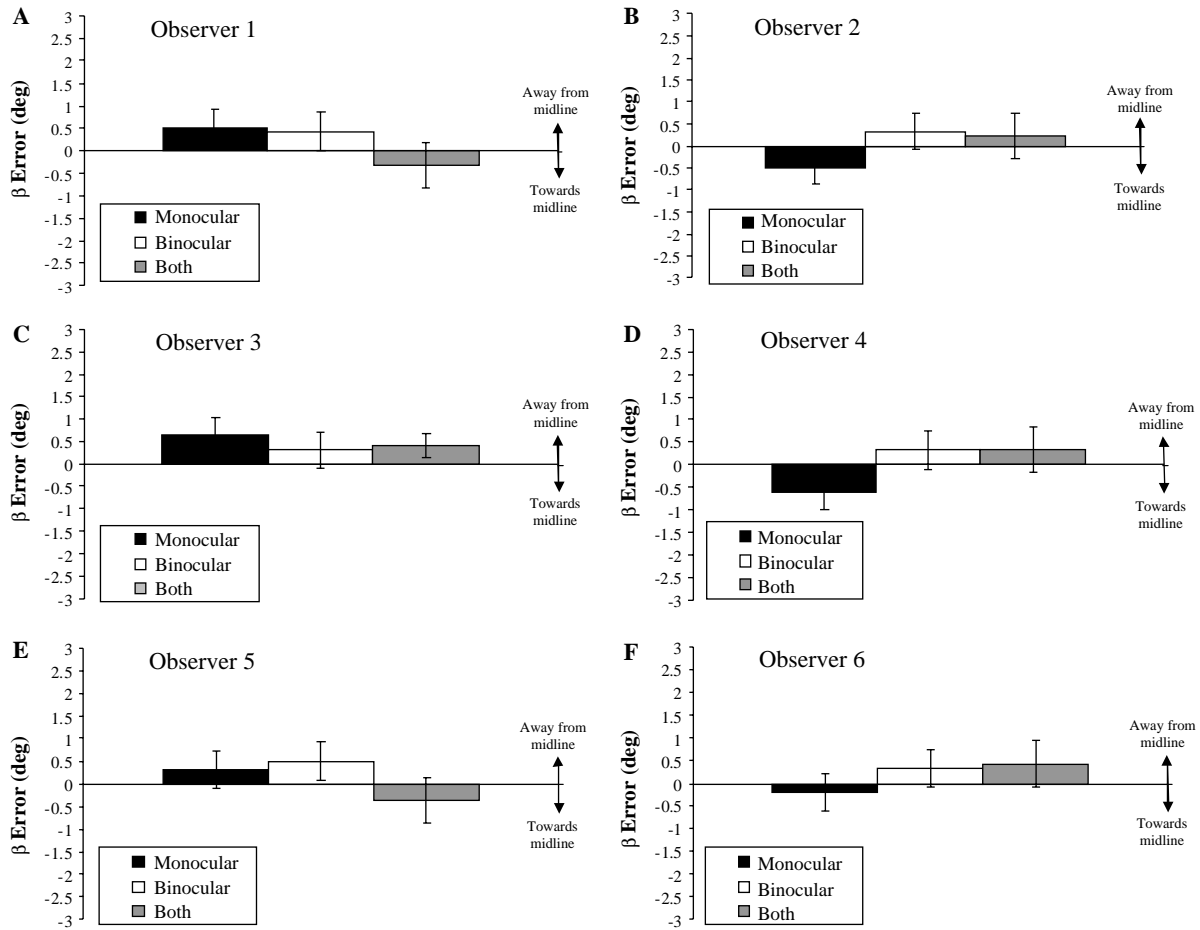 A
Observer 1
3
2.5
2
1.5
1
0.5
0
-0.5
-1
-1.5
-2
-2.5
-3
β Error (deg)
Away from
midline
Towards
midline
Monocular
Binocular
Both
B
Observer 2
3
2.5
2
1.5
1
0.5
0
-0.5
-1
-1.5
-2
-2.5
-3
β Error (deg)
Away from
midline
Towards
midline
Monocular
Binocular
Both
C
Observer 3
3
2.5
2
1.5
1
0.5
0
-0.5
-1
-1.5
-2
-2.5
-3
β Error (deg)
Away from
midline
Towards
midline
Monocular
Binocular
Both
D
Observer 4
3
2.5
2
1.5
1
0.5
0
-0.5
-1
-1.5
-2
-2.5
-3
β Error (deg)
Away from
midline
Towards
midline
Monocular
Binocular
Both
E
Observer 5
3
2.5
2
1.5
1
0.5
0
-0.5
-1
-1.5
-2
-2.5
-3
β Error (deg)
Away from
midline
Towards
midline
Monocular
Binocular
Both
F
Observer 6
3
2.5
2
1.5
1
0.5
0
-0.5
-1
-1.5
-2
-2.5
-3
β Error (deg)
Away from
midline
Towards
midline
Monocular
Binocular
Both